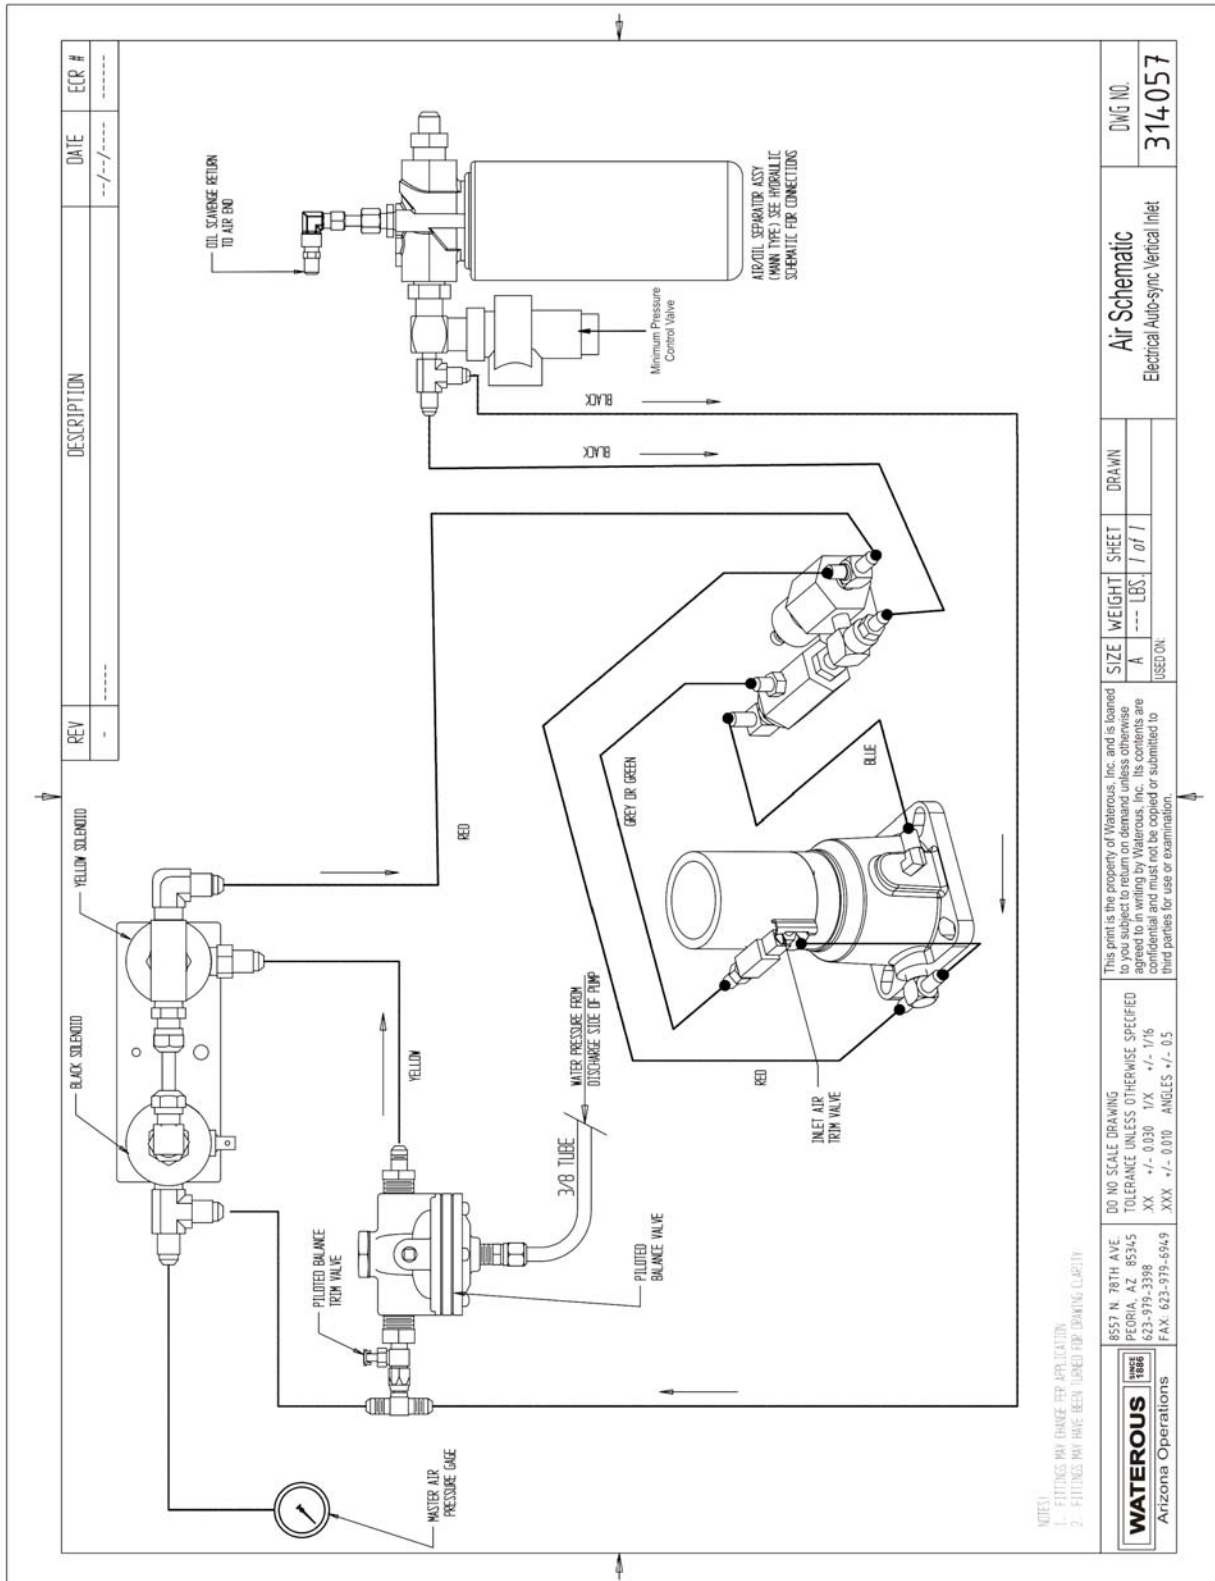 REV
DESCRIPTION
DATE
ECR #
-
-----
--/--/----
------
BLACK SOLENOID
YELLOW SOLENOID
OIL SCAVENGE RETURN
TO AIR END
RED
YELLOW
MASTER AIR
PRESSURE GAGE
PILOTED BALANCE
TRIM VALVE
3/8 TUBE
WATER PRESSURE FROM
DISCHARGE SIDE OF PUMP
PILOTED
BALANCE VALVE
BLACK
BLACK
Minimum Pressure
Control Valve
AIR/OIL SEPARATOR ASSY
(MANN TYPE) SEE HYDRAULIC
SCHEMATIC FOR CONNECTIONS
GREY OR GREEN
BLUE
RED
INLET AIR
TRIM VALVE
NOTES:
1. FITTINGS MAY CHANGE PER APPLICATION
2. FITTINGS MAY HAVE BEEN TURNED FOR DRAWING CLARITY
WATEROUS
SINCE
1886
Arizona Operations
8557 N. 78TH AVE.
PEORIA, AZ 85345
623-979-3398
FAX: 623-979-6949
DO NO SCALE DRAWING
TOLERANCE UNLESS OTHERWISE SPECIFIED
.XX +/- 0.030 1/X +/- 1/16
.XXX +/- 0.010 ANGLES +/- 0.5
This print is the property of Waterous, Inc. and is loaned
to you subject to return on demand unless otherwise
agreed to in writing by Waterous, Inc. Its contents are
confidential and must not be copied or submitted to
third parties for use or examination.
SIZE
WEIGHT
SHEET
DRAWN
A
--- LBS.
1 of 1
USED ON:
Air Schematic
Electrical Auto-sync Vertical Inlet
DWG NO.
314057